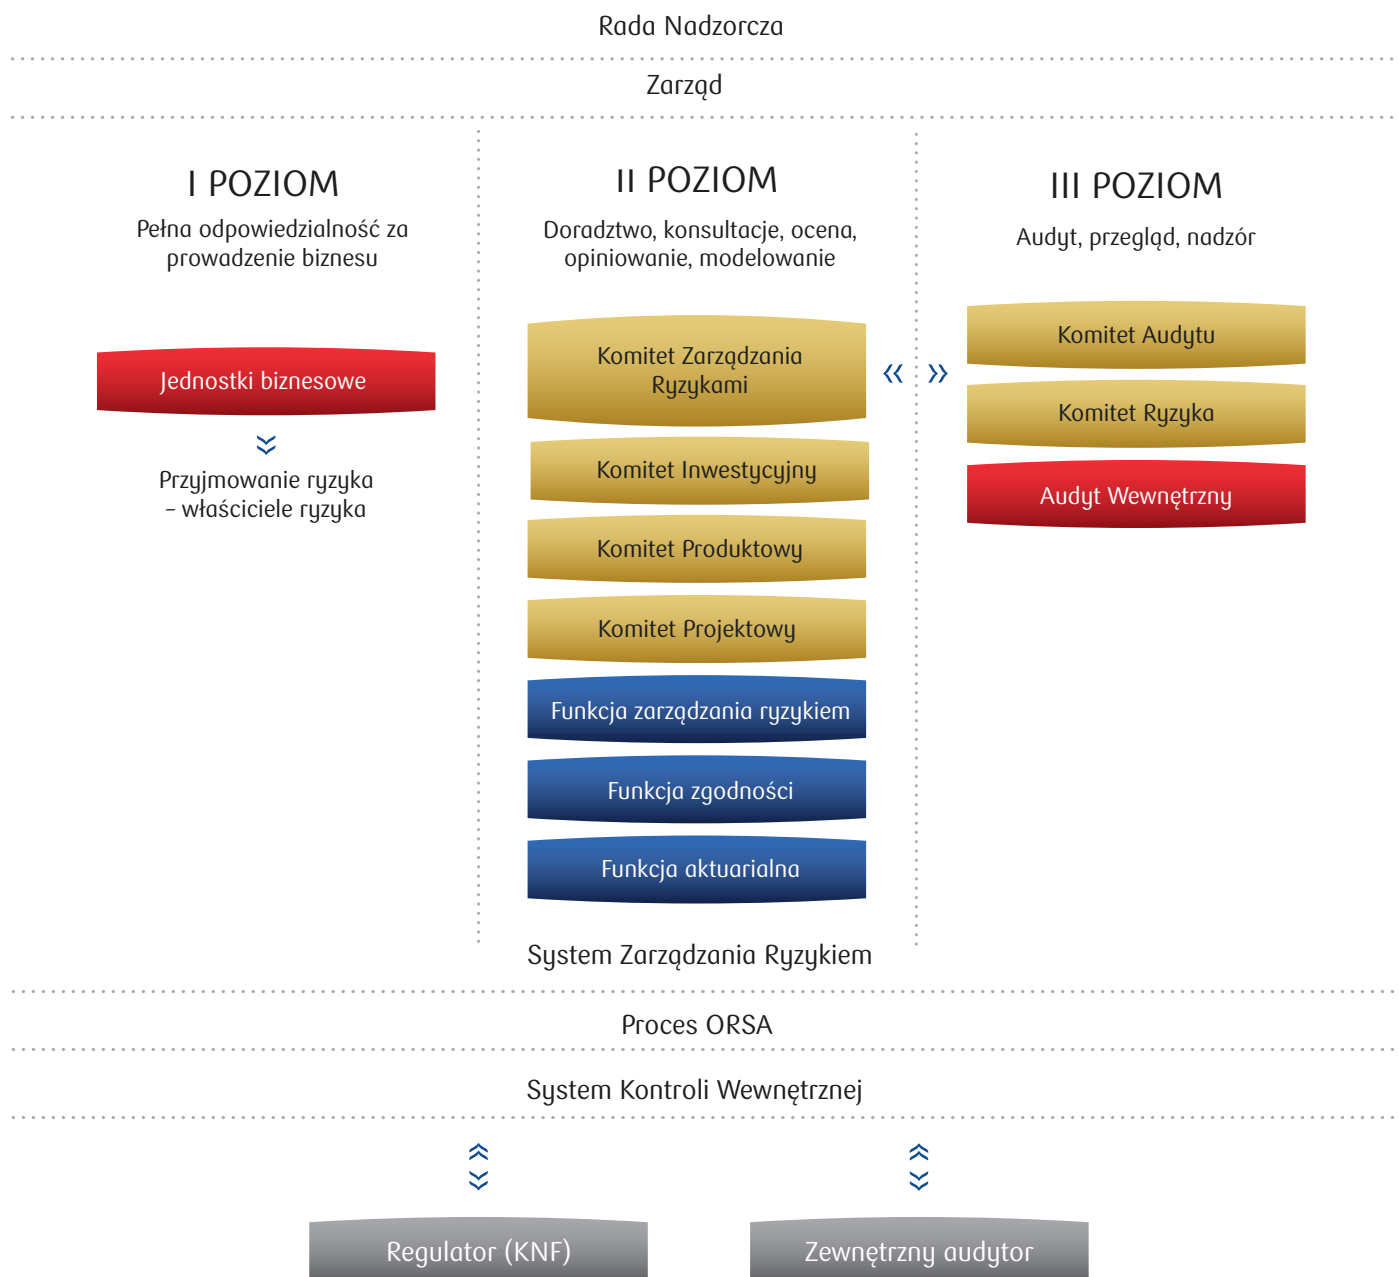 Rada Nadzorcza
Zarząd
I POZIOM
Pełna odpowiedzialność za
prowadzenie biznesu
Jednostki biznesowe
Przyjmowanie ryzyka
– właściciele ryzyka
II POZIOM
Doradztwo, konsultacje, ocena,
opiniowanie, modelowanie
Komitet Zarządzania
Ryzykami
Komitet Inwestycyjny
Komitet Produktowy
Komitet Projektowy
Funkcja zarządzania ryzykiem
Funkcja zgodności
Funkcja aktuarialna
System Zarządzania Ryzykiem
III POZIOM
Audyt, przegląd, nadzór
Komitet Audytu
Komitet Ryzyka
Audyt Wewnętrzny
Proces ORSA
System Kontroli Wewnętrznej
Regulator (KNF)
Zewnętrzny audytor